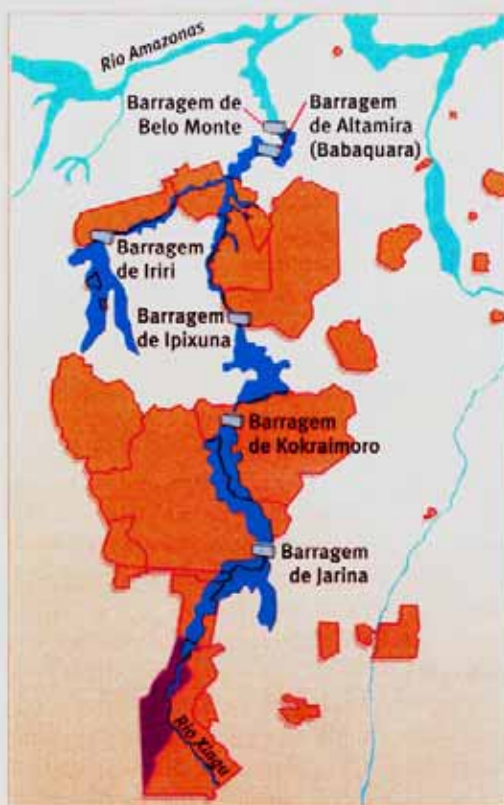 Rio Amazonas
Barragem de
Belo Monte
Barragem
de Altamira
(Babaquara)
Barragem
de Iriri
Barragem
de Ipixuna
Barragem
de Kokraimoro
Barragem
de Jarina
Rio Xingu